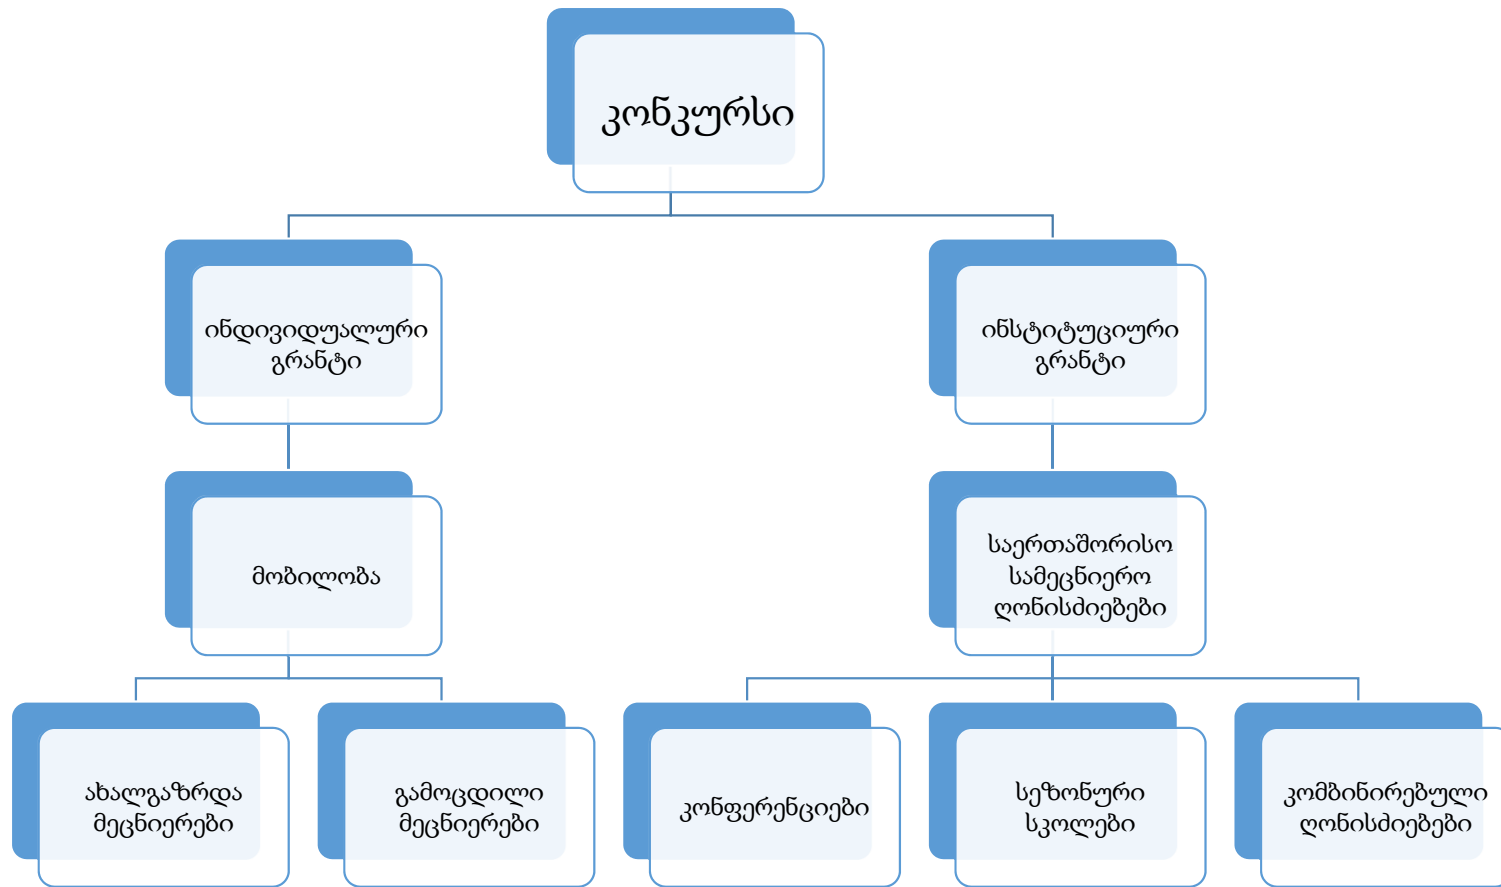 კონკურსი
ინდივიდუალური
გრანტი
ინსტიტუციური
გრანტი
მობილობა
საერთაშორისო
სამეცნიერო
ღონისძიებები
ახალგაზრდა
მეცნიერები
გამოცდილი
მეცნიერები
კონფერენციები
სეზონური
სკოლები
კომბინირებული
ღონისძიებები